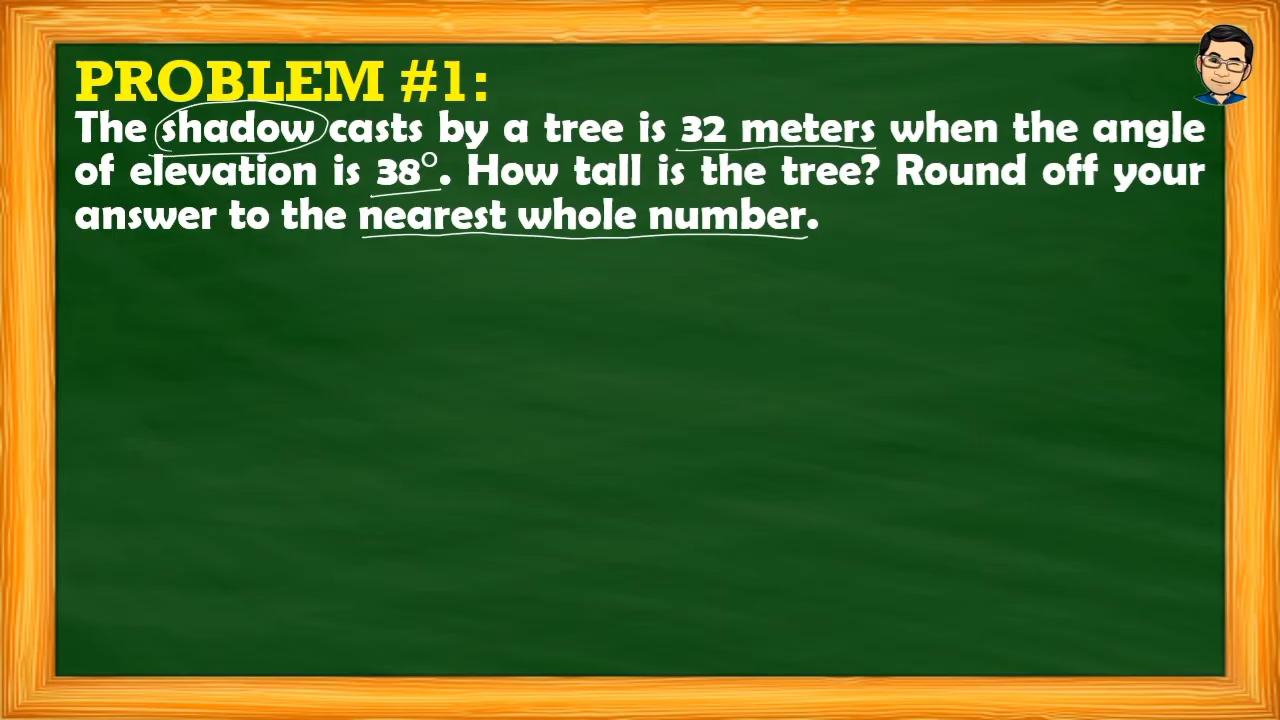 PROBLEM #1:
The shadow casts by a tree is 32 meters when the angle
of elevation is 38°. How tall is the tree? Round off your
answer to the nearest whole number.